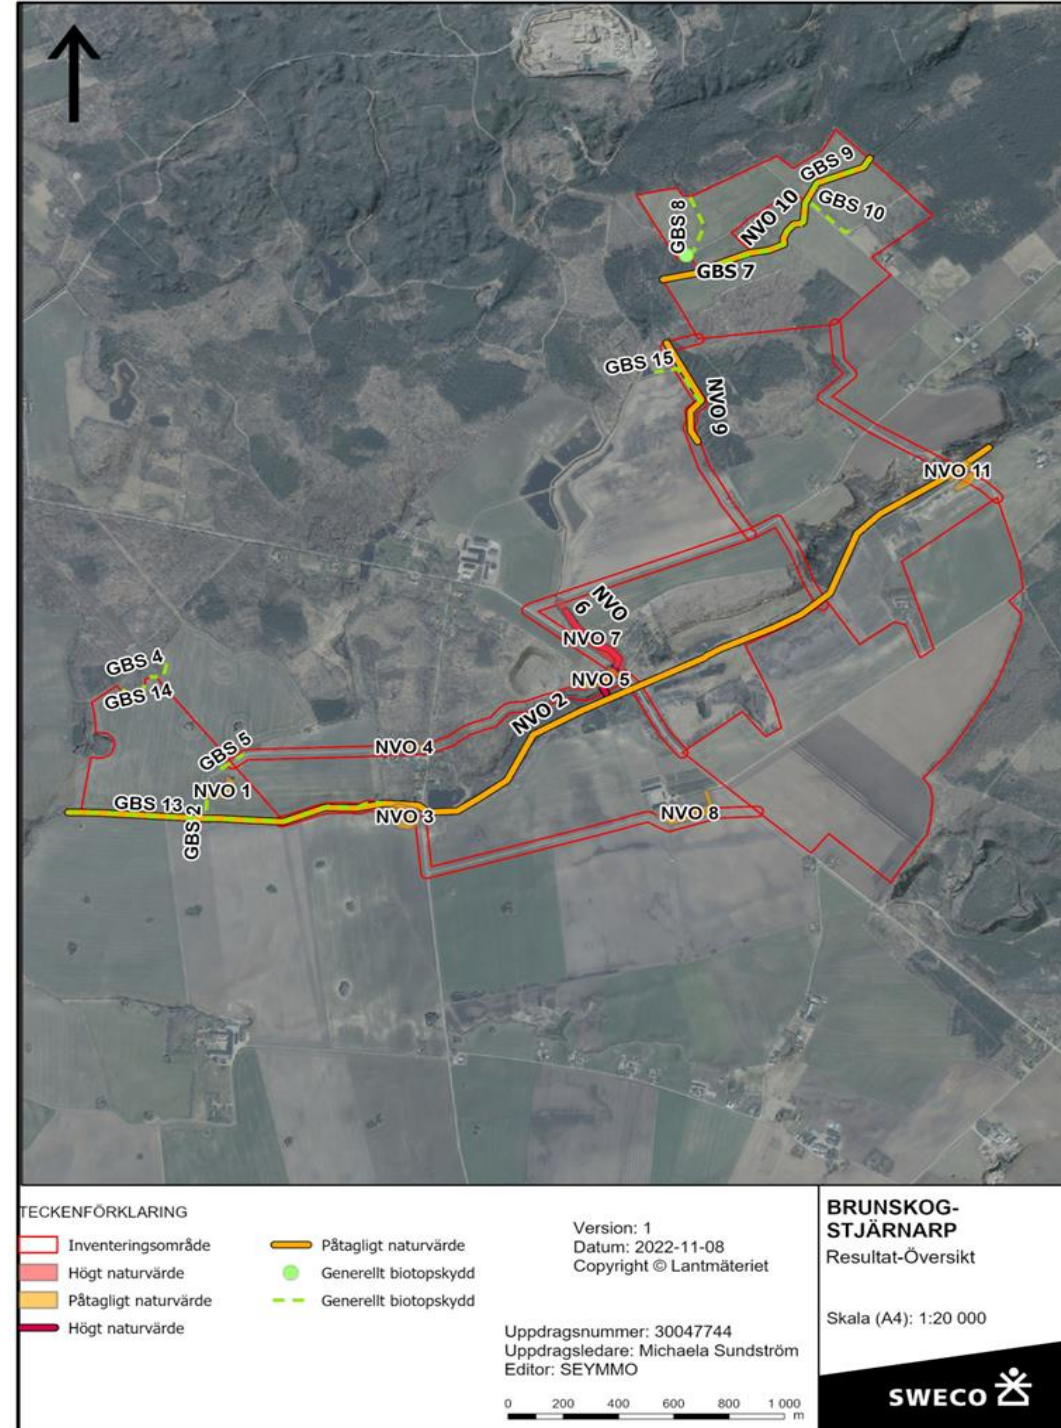 GBS 9
GBS 8
NVO 10
GBS 10
GBS 7
GBS 15
NVO 9
NVO 11
NVO
6
NVO 7
NVO 5
NVO 2
GBS 4
GBS 14
GBS 5
NVO 4
NVO 1
GBS 13
GBS 2
NVO 3
NVO 8
TECKENFÖRKLARING
Inventeringsområde
Högt naturvärde
Påtagligt naturvärde
Högt naturvärde
Påtagligt naturvärde
Generellt biotopskydd
Generellt biotopskydd
Version: 1
Datum: 2022-11-08
Copyright © Lantmäteriet
Uppdragsnummer: 30047744
Uppdragsledare: Michaela Sundström
Editor: SEYMMO
0 200 400 600 800 1 000
m
BRUNSKOG-
STJÄRNARP
Resultat-Översikt
Skala (A4): 1:20 000
SWECO